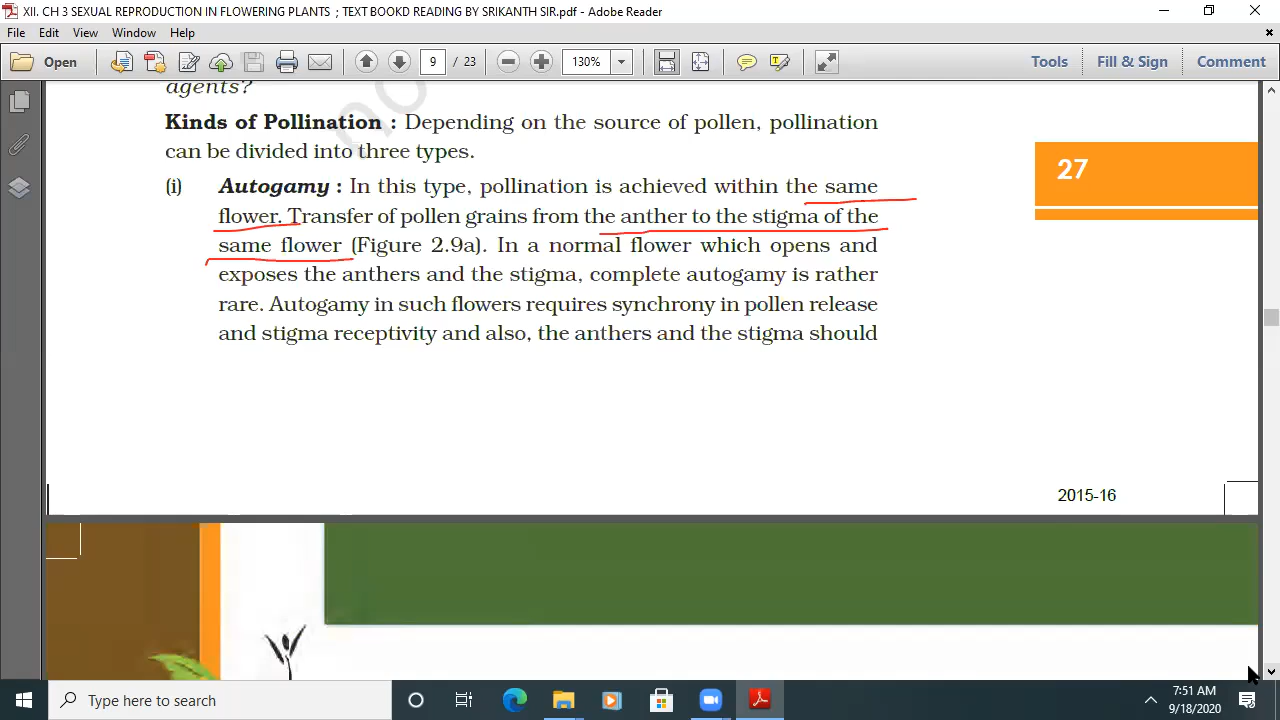 XII. CH 3 SEXUAL REPRODUCTION IN FLOWERING PLANTS ; TEXT BOOKD READING BY SRIKANTH SIR.pdf - Adobe Reader
File Edit View Window Help
Open 9 / 23 130% Tools Fill & Sign Comment
agents?
no
Kinds of Pollination : Depending on the source of pollen, pollination
can be divided into three types.
27
(i) Autogamy : In this type, pollination is achieved within the same
flower. Transfer of pollen grains from the anther to the stigma of the
same flower (Figure 2.9a). In a normal flower which opens and
exposes the anthers and the stigma, complete autogamy is rather
rare. Autogamy in such flowers requires synchrony in pollen release
and stigma receptivity and also, the anthers and the stigma should
2015-16
Type here to search
7:51 AM
9/18/2020